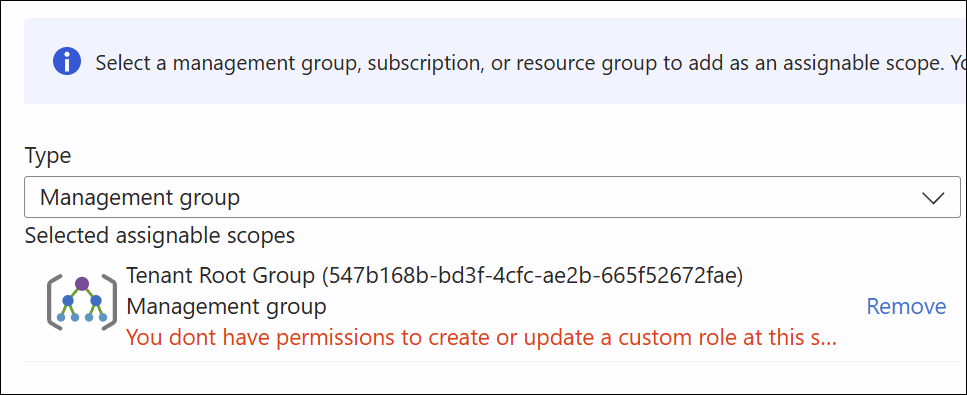 Select a management group, subscription, or resource group to add as an assignable scope. Yo
Type
Management group
Selected assignable scopes
Tenant Root Group (547b168b-bd3f-4cfc-ae2b-665f52672fae)
Management group
Remove
You dont have permissions to create or update a custom role at this s...